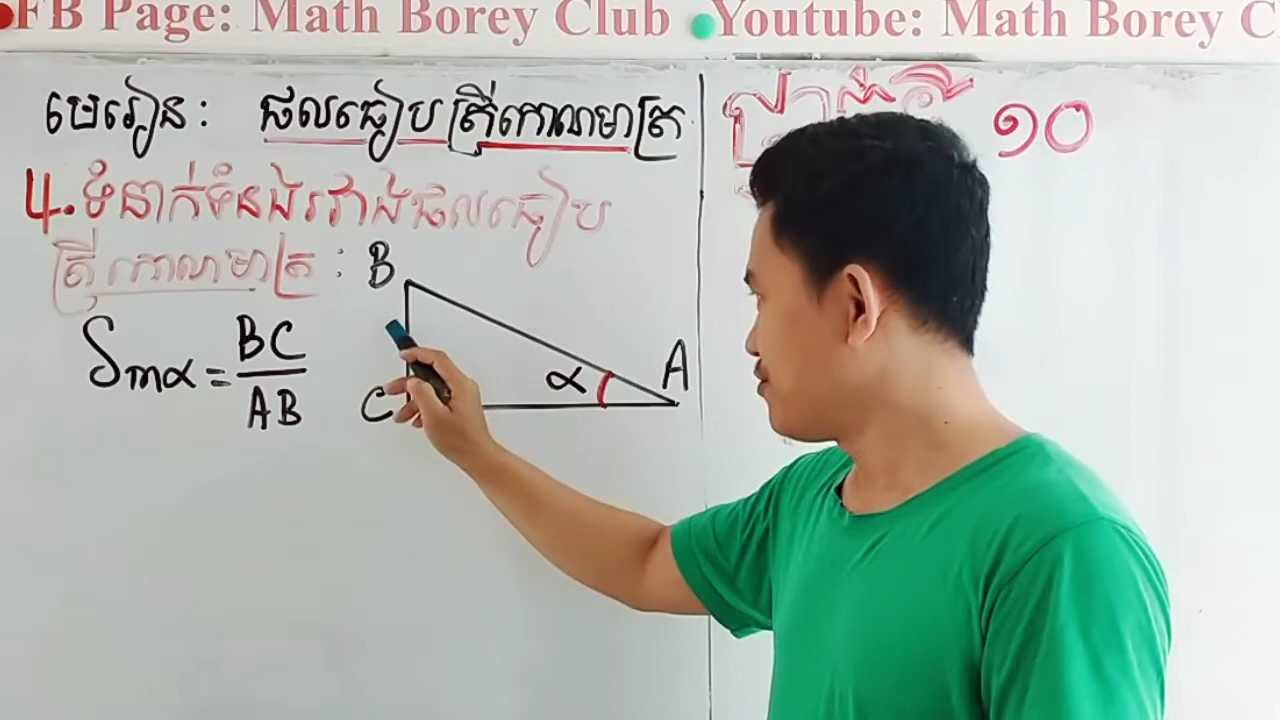 FB Page: Math Borey Club Youtube: Math Borey C
មេរៀន: ផលធៀបត្រីកោណមាត្រ
១០
4. ទំនាក់ទំនងរវាងផលធៀប
ត្រីកោណមាត្រ :
B
Sinα = BC/AB
α
A
C